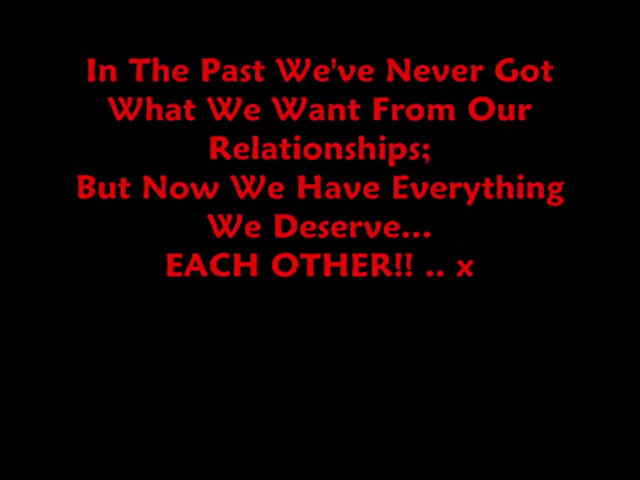 In The Past We've Never Got
What We Want From Our
Relationships;
But Now We Have Everything
We Deserve...
EACH OTHER!! .. x